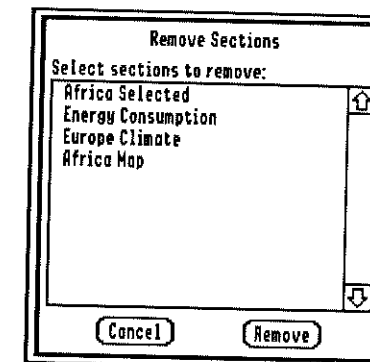 Remove Sections
Select sections to remove:
Africa Selected
Energy Consumption
Europe Climate
Africa Map
Cancel Remove